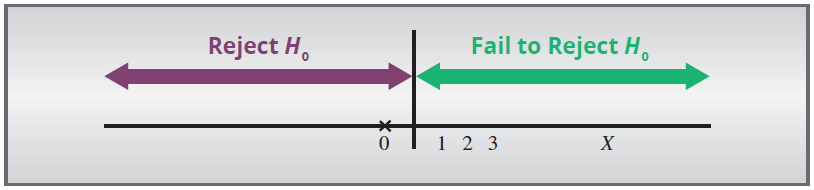 Reject H₀ Fail to Reject H₀
0 1 2 3 X